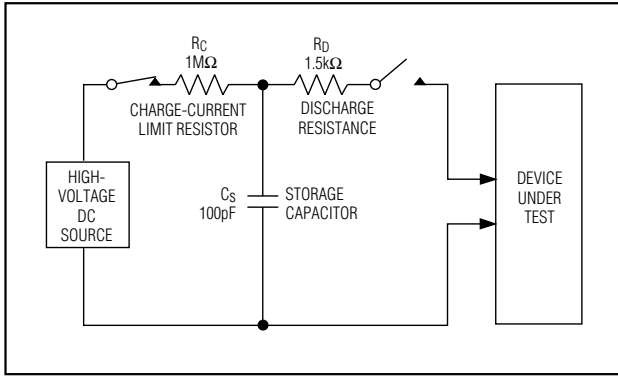 RC
1MΩ
CHARGE-CURRENT
LIMIT RESISTOR
RD
1.5kΩ
DISCHARGE
RESISTANCE
HIGH-
VOLTAGE
DC
SOURCE
CS
100pF
STORAGE
CAPACITOR
DEVICE
UNDER
TEST